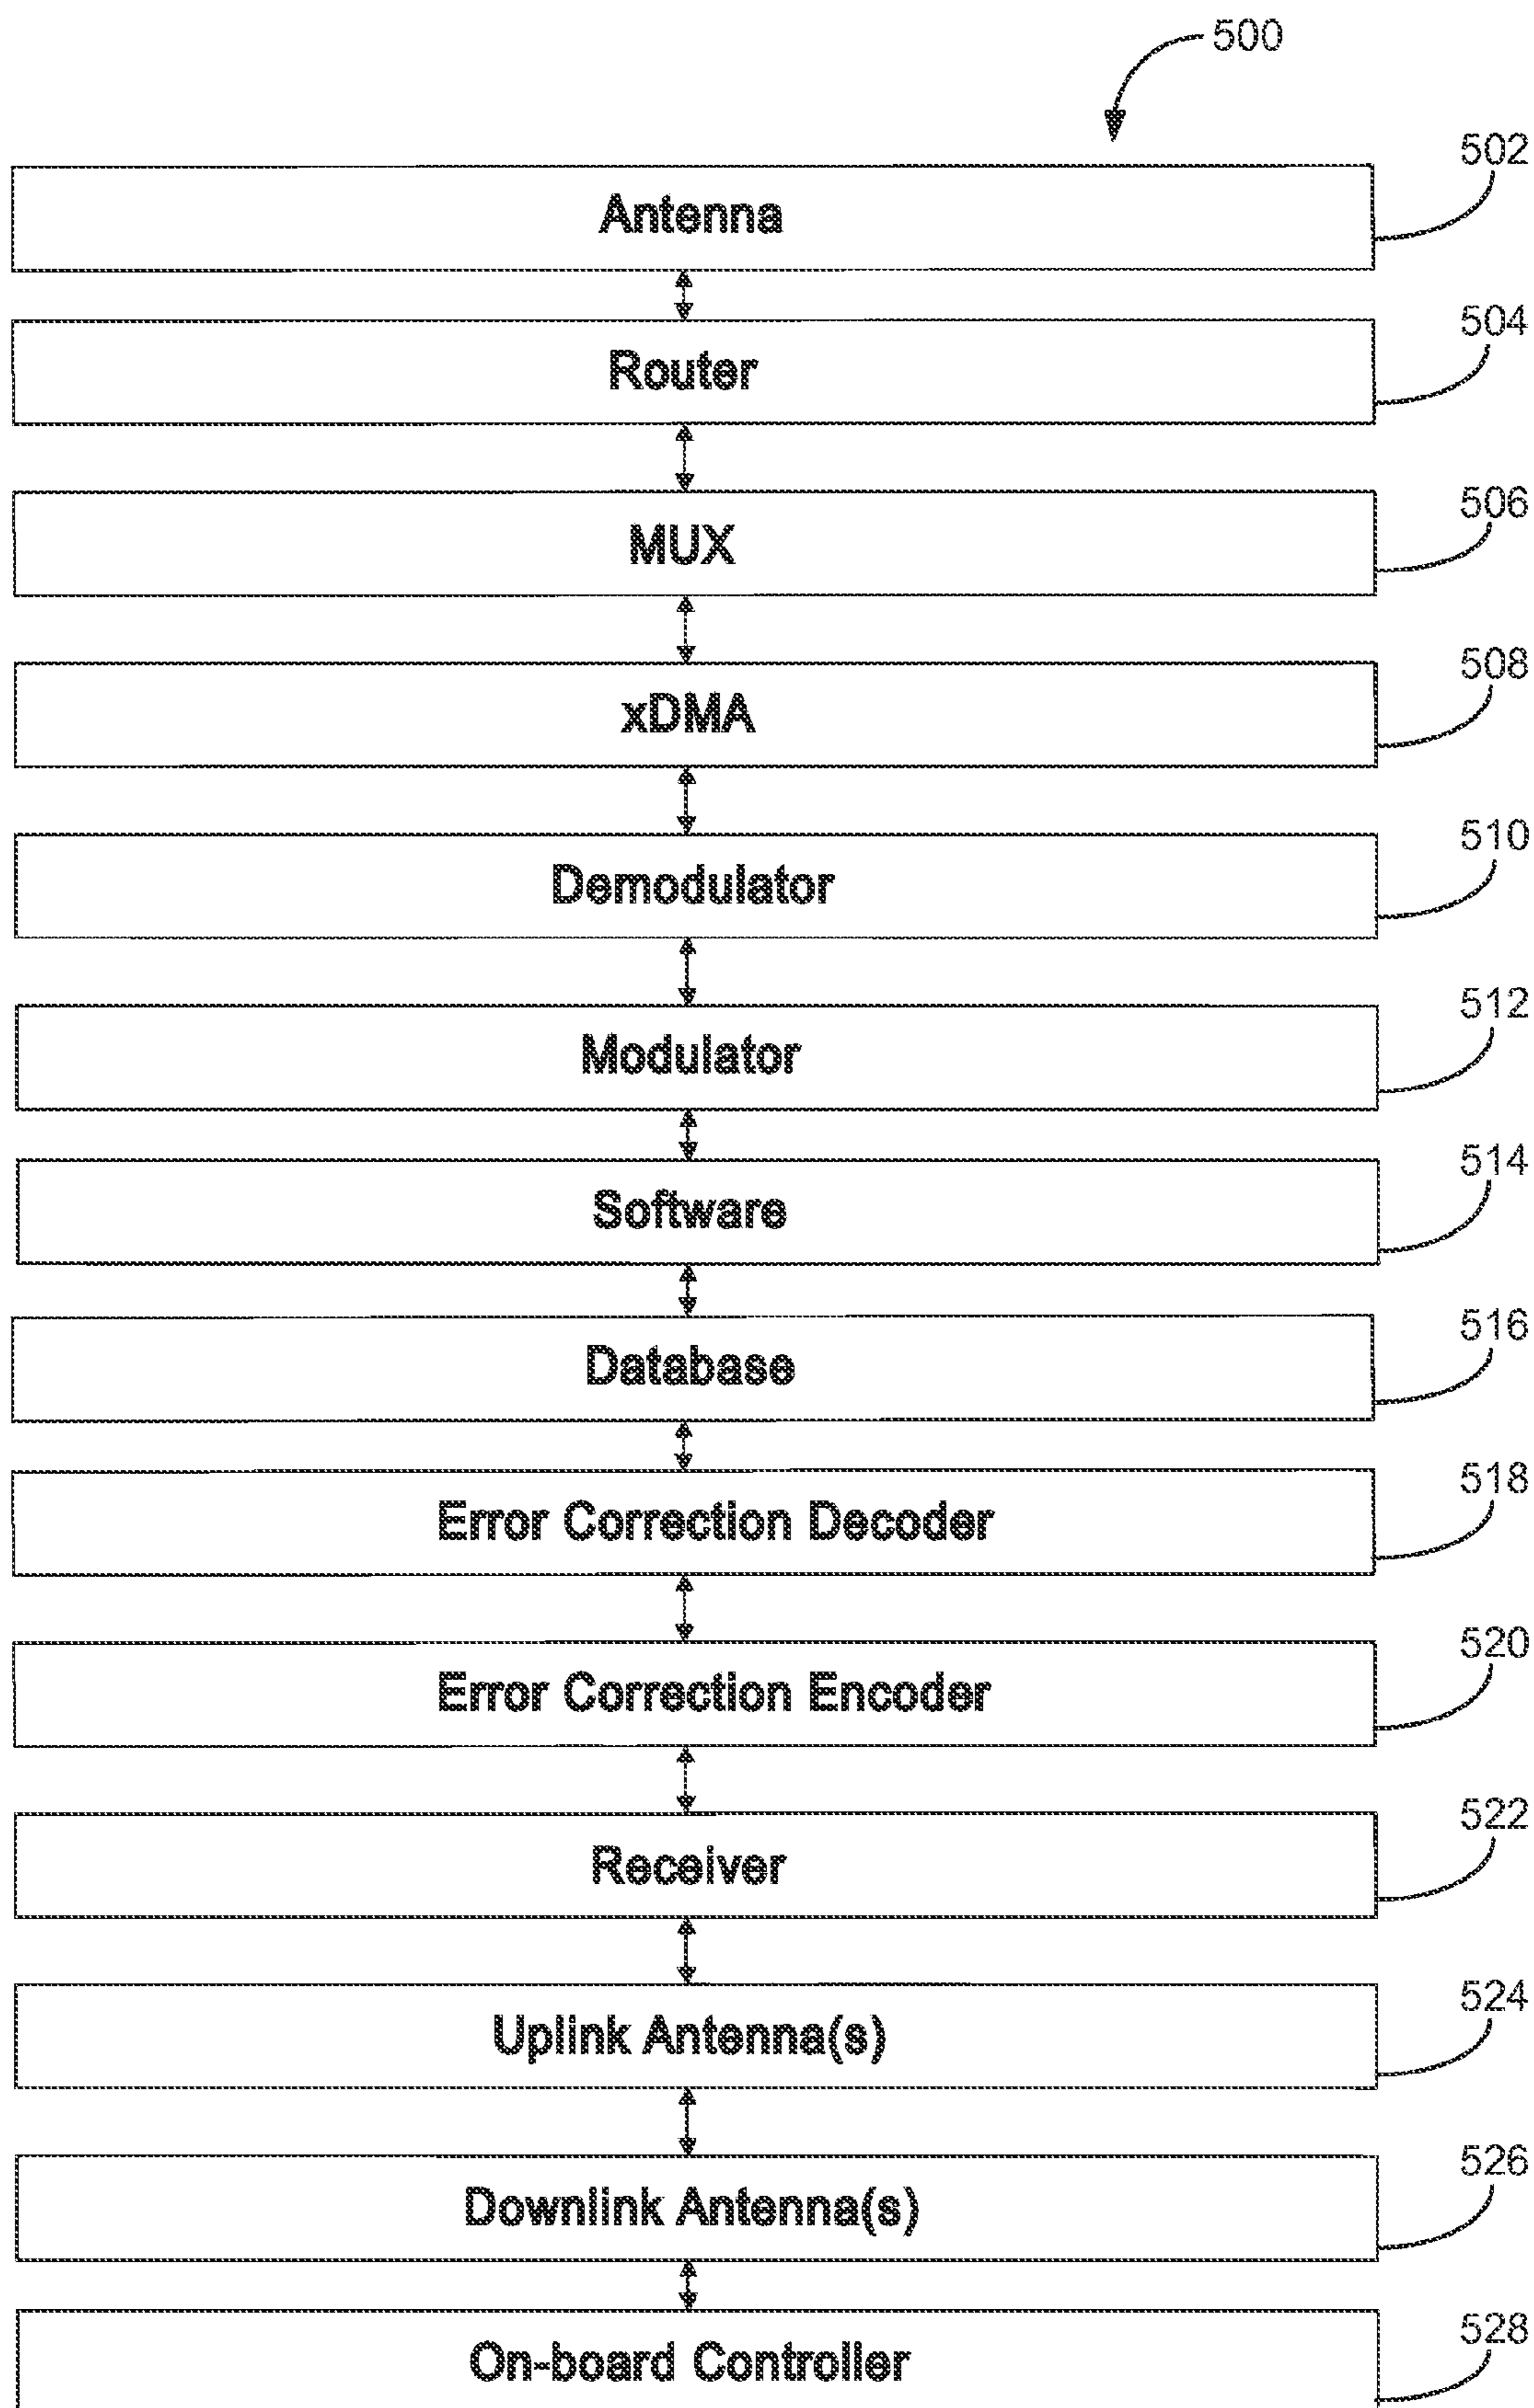 500
Antenna 502
Router 504
MUX 506
xDMA 508
Demodulator 510
Modulator 512
Software 514
Database 516
Error Correction Decoder 518
Error Correction Encoder 520
Receiver 522
Uplink Antenna(s) 524
Downlink Antenna(s) 526
On-board Controller 528